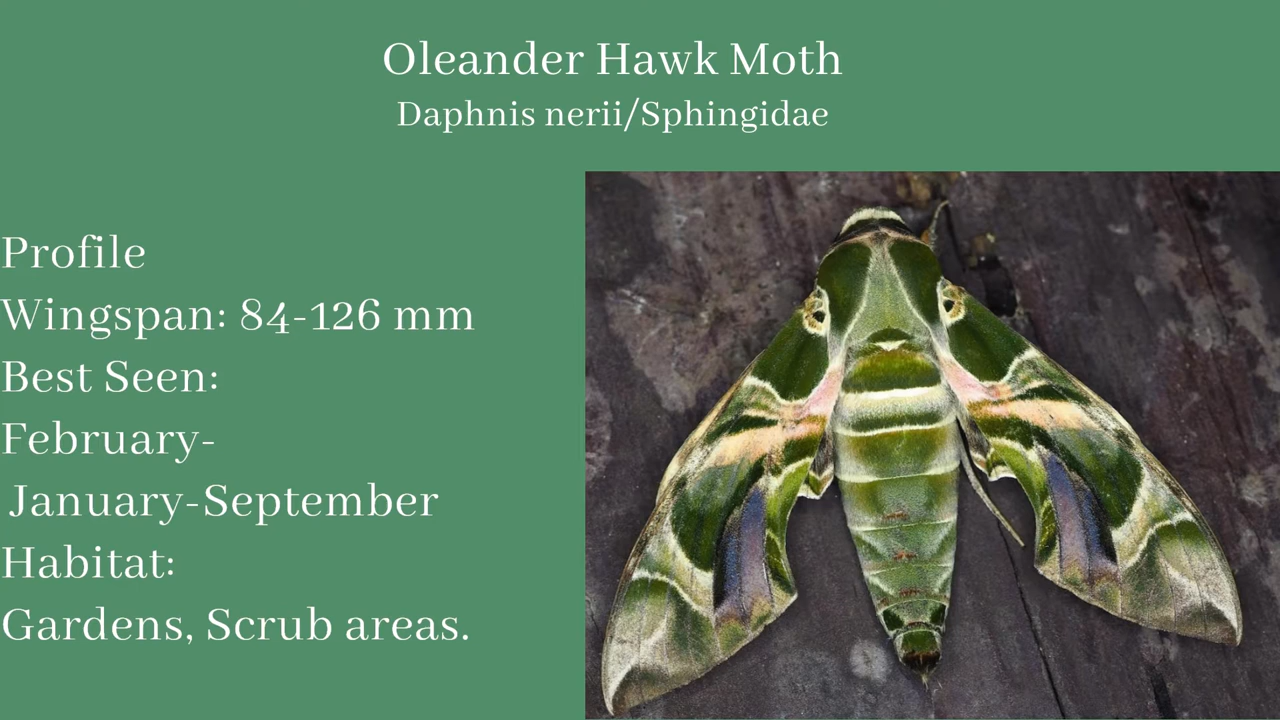 Oleander Hawk Moth
Daphnis nerii/Sphingidae
Profile
Wingspan: 84-126 mm
Best Seen:
February-
January-September
Habitat:
Gardens, Scrub areas.